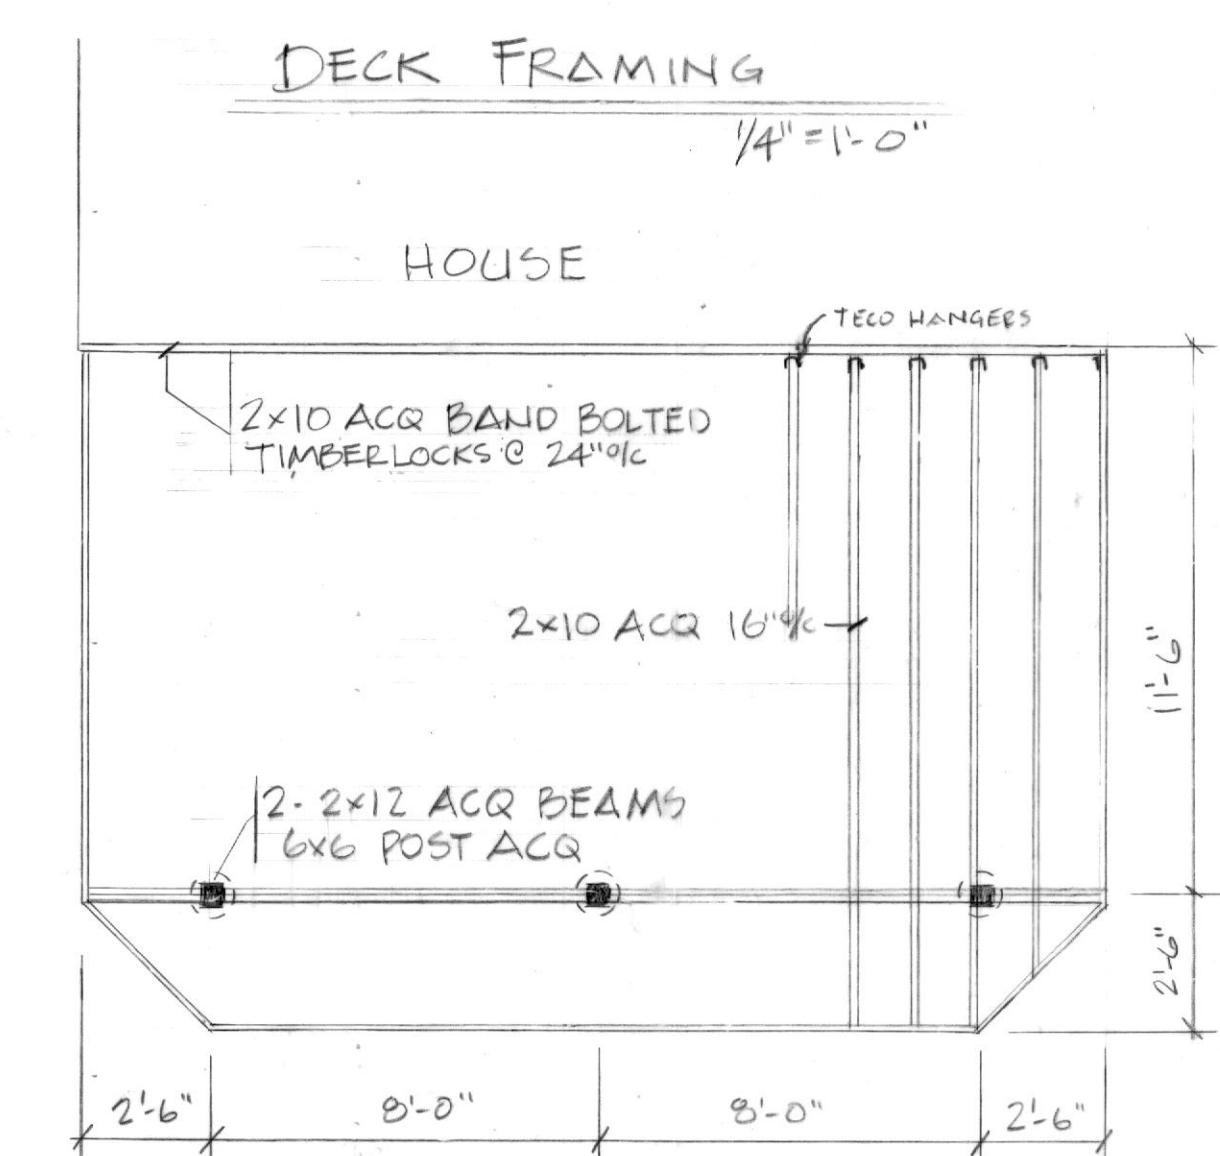 DECK FRAMING
1/4" = 1'-0"
HOUSE
TECO HANGERS
2x10 ACQ BAND BOLTED
TIMBERLOCKS @ 24" o/c
2x10 ACQ 16" o/c
11'-6"
2- 2x12 ACQ BEAMS
6x6 POST ACQ
2'-6"
2'-6"
8'-0"
8'-0"
2'-6"